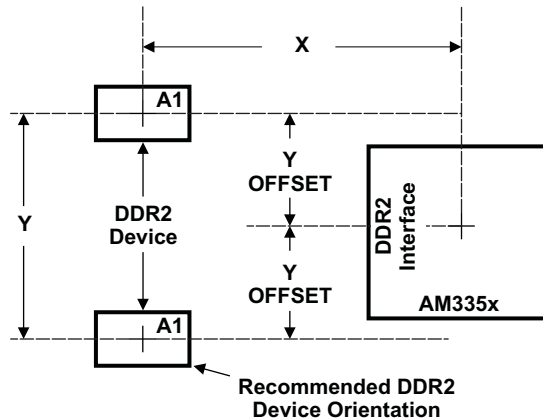 X
A1
Y
OFFSET
Y
DDR2
Device
DDR2
Interface
Y
OFFSET
AM335x
A1
Recommended DDR2
Device Orientation